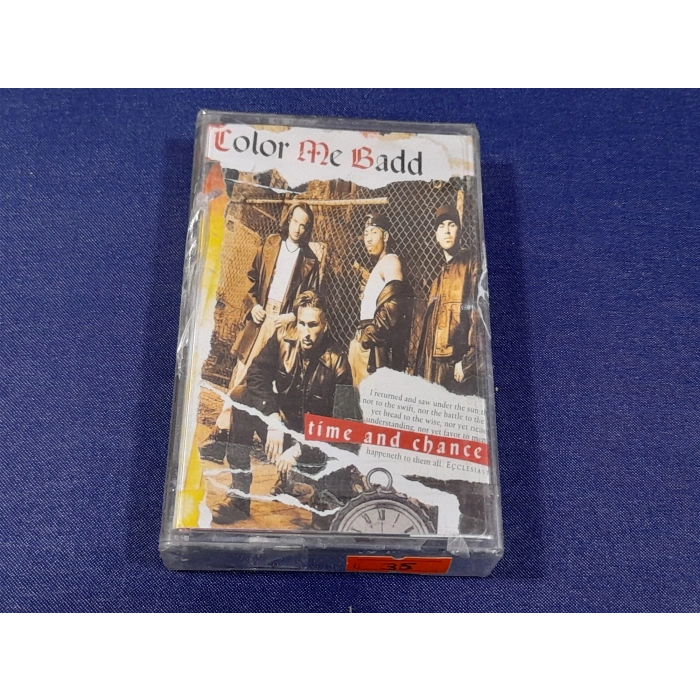 Color Me Badd
I returned and saw under the sun
not to the swift, nor the battle to the
yet bread to the wise, nor yet
understanding, nor yet favor to men
time and chance
happeneth to them all. ECCLESIAS
35